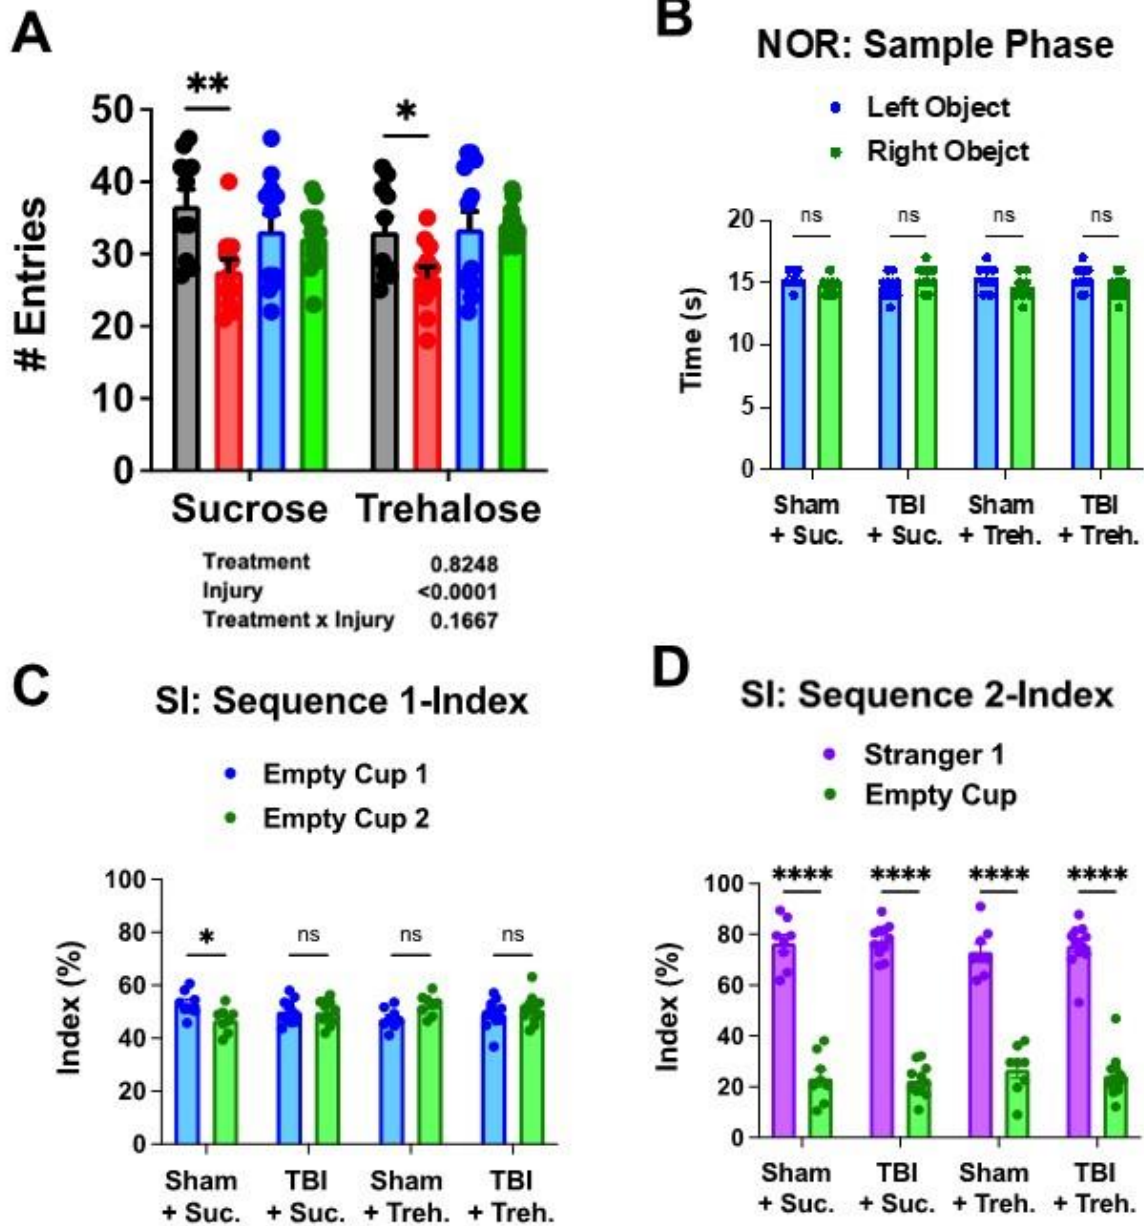 A
**
*
50
40
30
20
10
0
# Entries
Sucrose Trehalose
Treatment 0.8248
Injury <0.0001
Treatment x Injury 0.1667
B
NOR: Sample Phase
Left Object
Right Obejct
20
15
10
5
0
Time (s)
ns ns ns ns
Sham TBI Sham TBI
+ Suc. + Suc. + Treh. + Treh.
C
SI: Sequence 1-Index
Empty Cup 1
Empty Cup 2
100
80
60
40
20
0
Index (%)
* ns ns ns
Sham TBI Sham TBI
+ Suc. + Suc. + Treh. + Treh.
D
SI: Sequence 2-Index
Stranger 1
Empty Cup
100
80
60
40
20
0
Index (%)
**** **** **** ****
Sham TBI Sham TBI
+ Suc. + Suc. + Treh. + Treh.